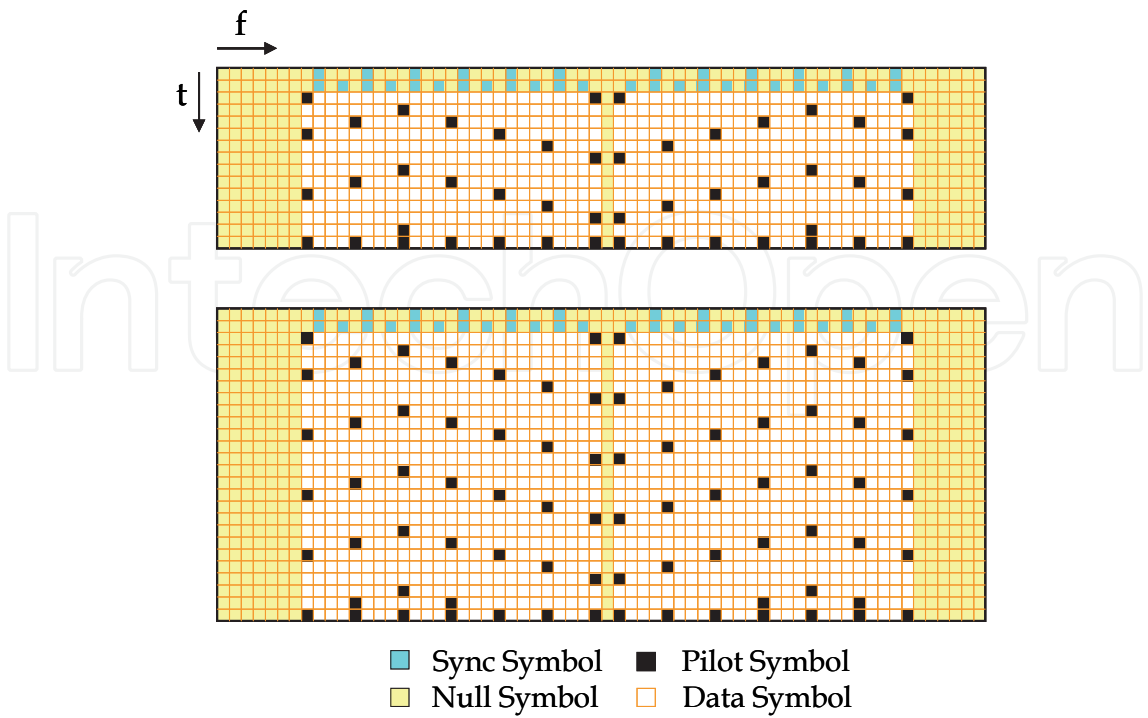 f
t
IntechOpen
Sync Symbol
Pilot Symbol
Null Symbol
Data Symbol